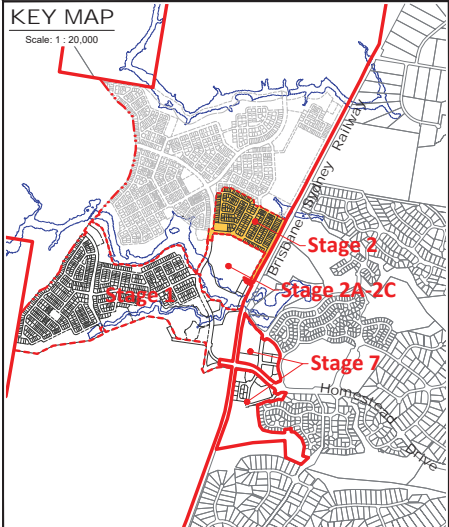 KEY MAP
Scale: 1 : 20,000
Brisbane Sydney Railway
Stage 2
Stage 2A-2C
Stage 1
Stage 7
Homestead Drive